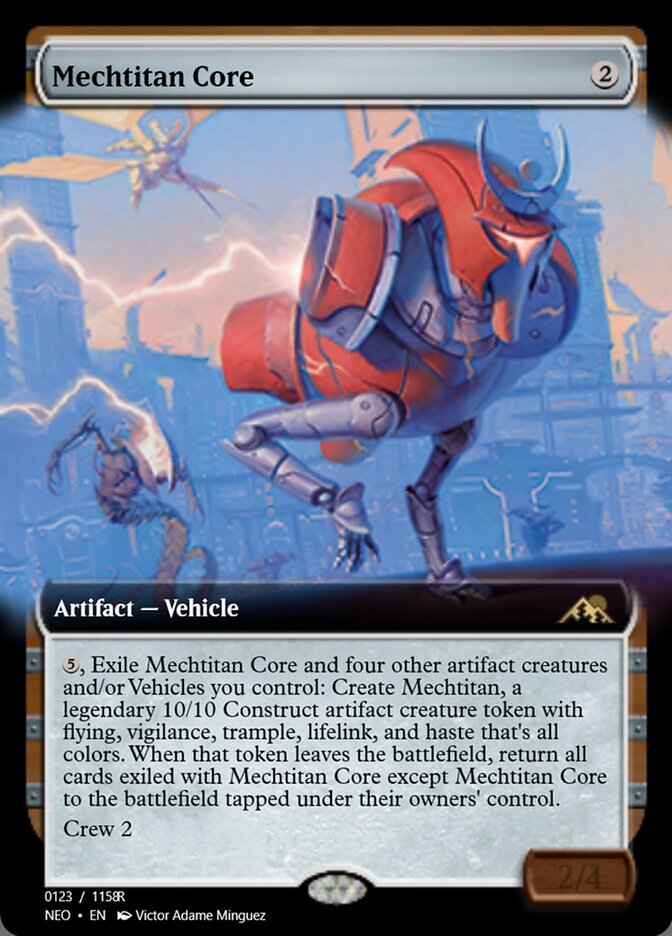 Mechtitan Core 2
Artifact — Vehicle
5, Exile Mechtitan Core and four other artifact creatures
and/or Vehicles you control: Create Mechtitan, a
legendary 10/10 Construct artifact creature token with
flying, vigilance, trample, lifelink, and haste that's all
colors. When that token leaves the battlefield, return all
cards exiled with Mechtitan Core except Mechtitan Core
to the battlefield tapped under their owners' control.
Crew 2
2/4
0123 / 1158R
NEO • EN Victor Adame Minguez